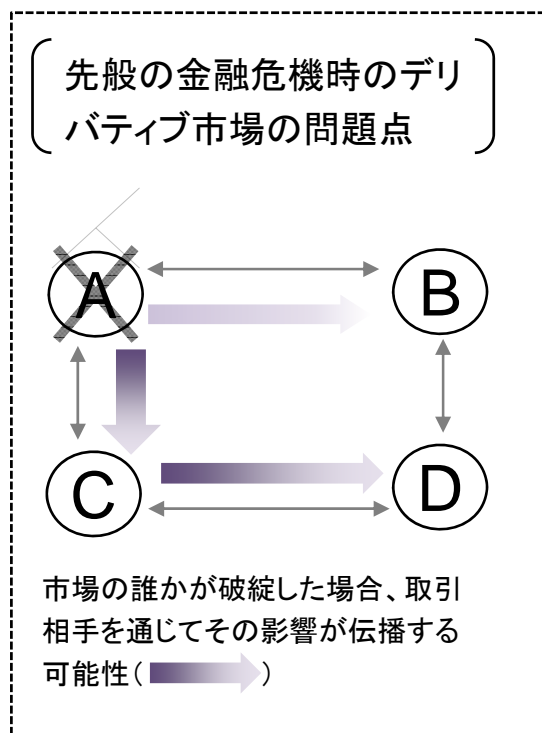 先般の金融危機時のデリ
バティブ市場の問題点
A
B
C
D
市場の誰かが破綻した場合、取引
相手を通じてその影響が伝播する
可能性( )